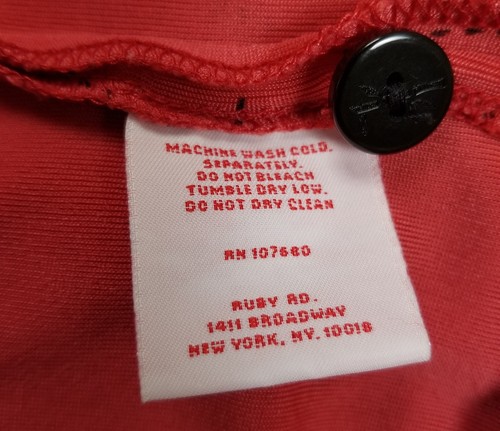 MACHINE WASH COLD.
SEPARATELY.
DO NOT BLEACH
TUMBLE DRY LOW.
DO NOT DRY CLEAN
RN 107680
RUBY RD.
1411 BROADWAY
NEW YORK, NY. 10018